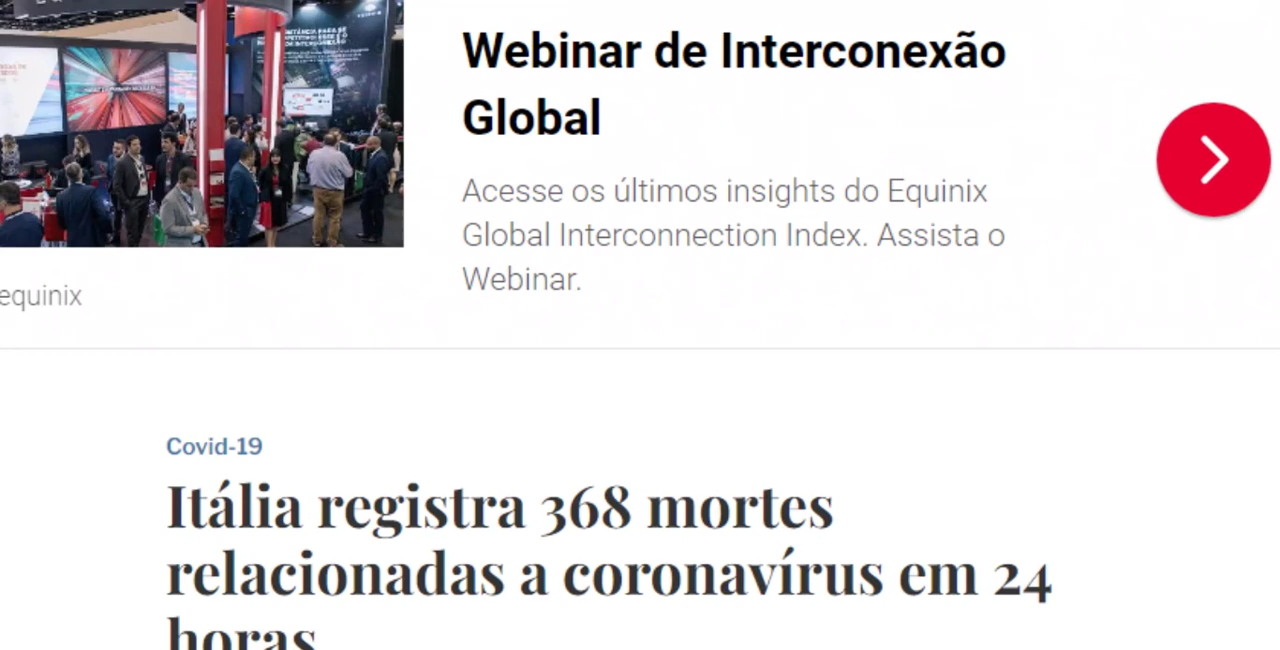 Webinar de Interconexão
Global
Acesse os últimos insights do Equinix
Global Interconnection Index. Assista o
Webinar.
equinix
Covid-19
Itália registra 368 mortes
relacionadas a coronavírus em 24
horas